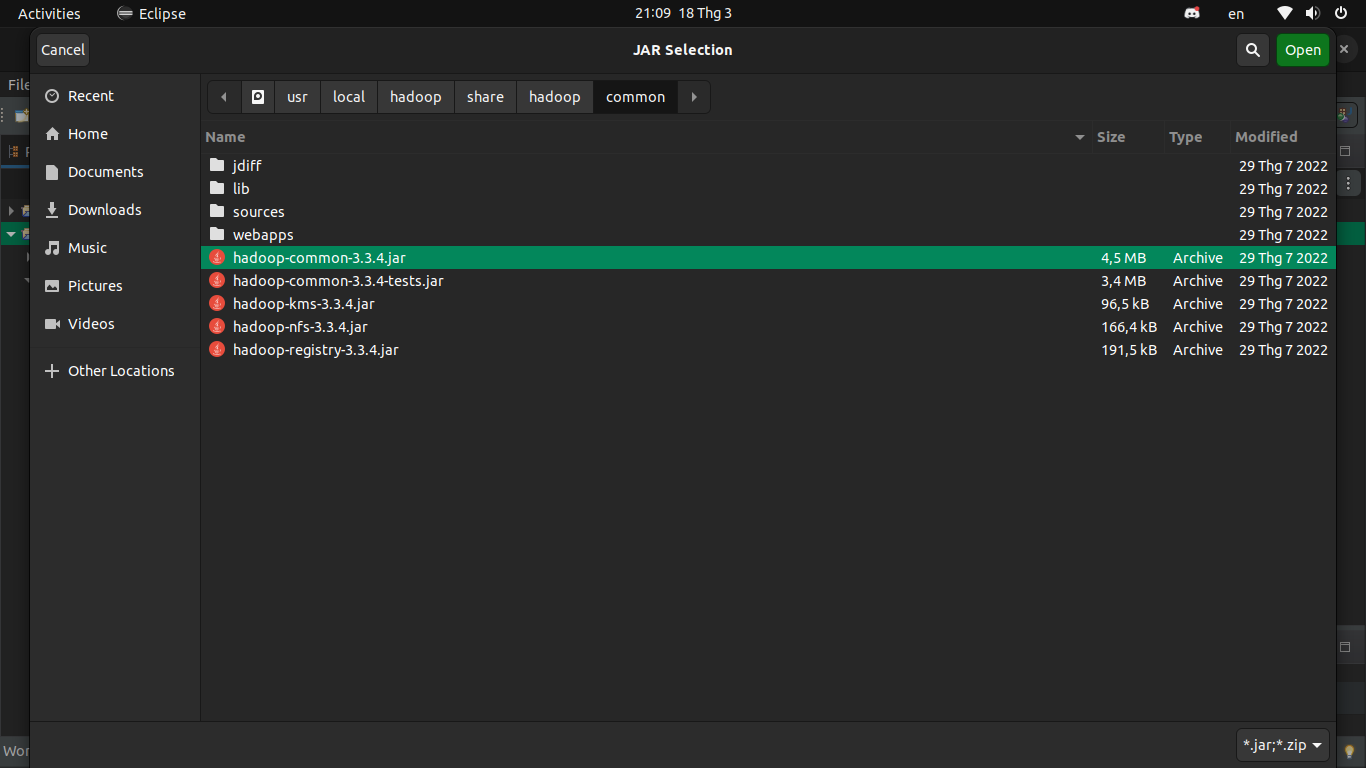 Activities Eclipse 21:09 18 Thg 3 en
Cancel JAR Selection Open
File
Recent
Home
Documents
Downloads
Music
Pictures
Videos
Other Locations
usr local hadoop share hadoop common
Name Size Type Modified
jdiff 29 Thg 7 2022
lib 29 Thg 7 2022
sources 29 Thg 7 2022
webapps 29 Thg 7 2022
hadoop-common-3.3.4.jar 4,5 MB Archive 29 Thg 7 2022
hadoop-common-3.3.4-tests.jar 3,4 MB Archive 29 Thg 7 2022
hadoop-kms-3.3.4.jar 96,5 kB Archive 29 Thg 7 2022
hadoop-nfs-3.3.4.jar 166,4 kB Archive 29 Thg 7 2022
hadoop-registry-3.3.4.jar 191,5 kB Archive 29 Thg 7 2022
*.jar;*.zip